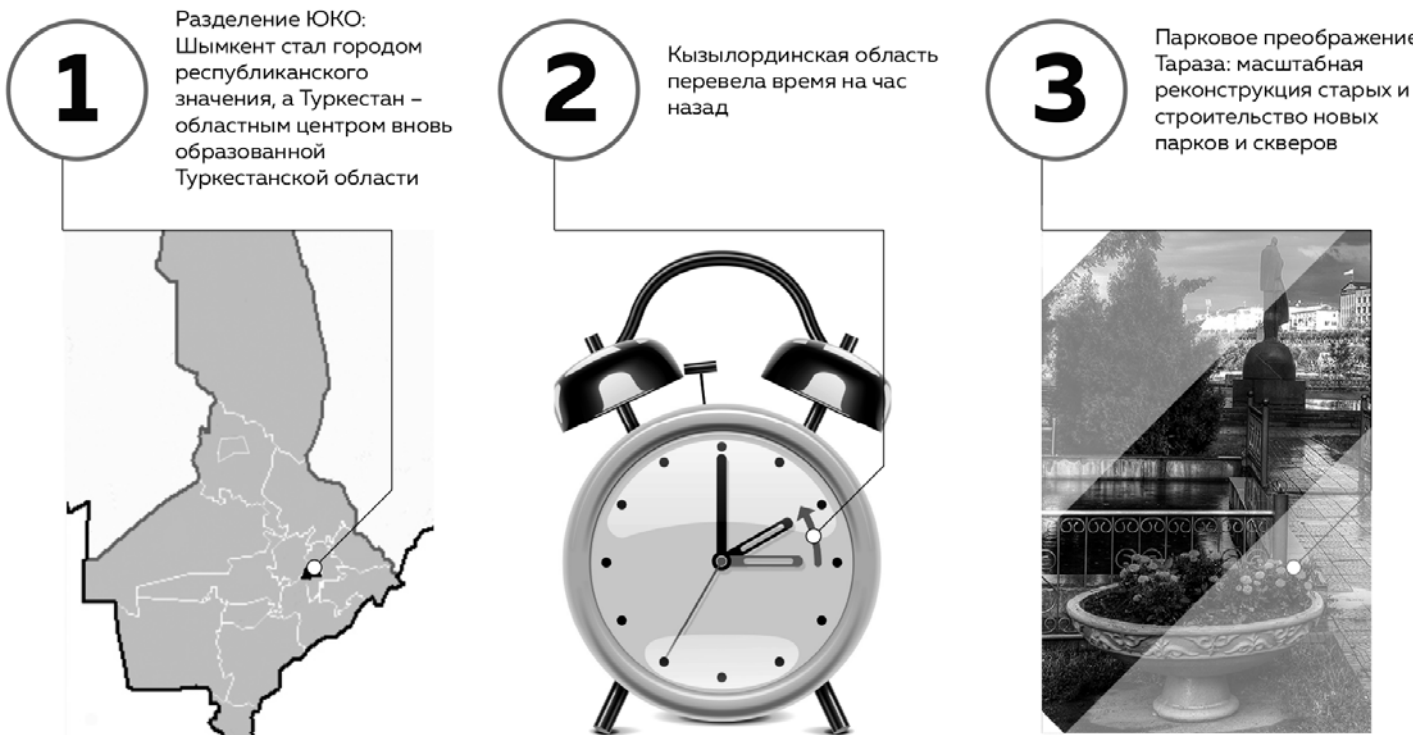 1
Разделение ЮКО:
Шымкент стал городом
республиканского
значения, а Туркестан –
областным центром вновь
образованной
Туркестанской области
2
Кызылординская область
перевела время на час
назад
3
Парковое преображение
Тараза: масштабная
реконструкция старых и
строительство новых
парков и скверов